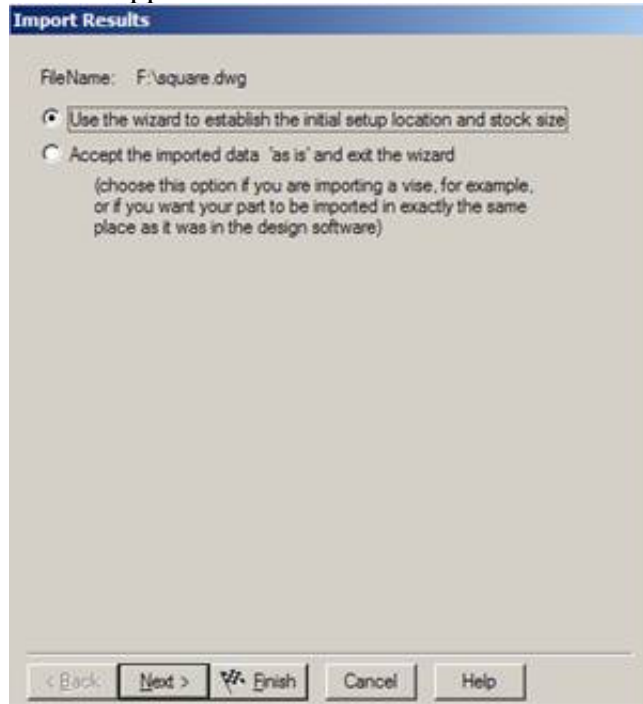 Import Results
FileName: F:\square.dwg
Use the wizard to establish the initial setup location and stock size
Accept the imported data 'as is' and exit the wizard
(choose this option if you are importing a vise, for example,
or if you want your part to be imported in exactly the same
place as it was in the design software)
< Back Next > Finish Cancel Help